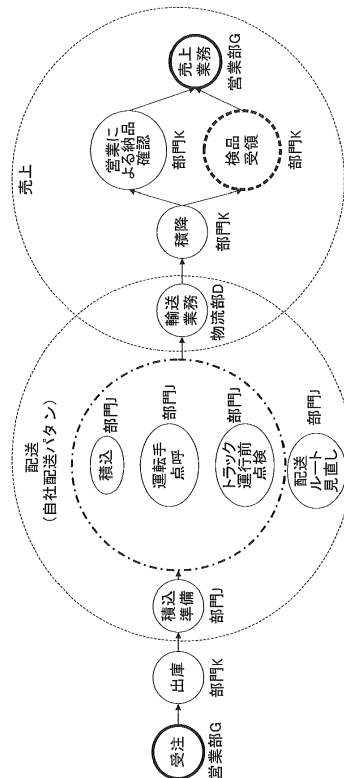 受注
営業部G
出庫
部門K
積込
準備
部門J
配送
(自社配送パタン)
積込
部門J
運転手
点呼
部門J
トラック
運行前
点検
部門J
配送
ルート
見直し
部門J
輸送
業務
物流部D
売上
積降
部門K
営業に
よる納品
確認
部門K
検品
受領
部門K
売上
業務
営業部G